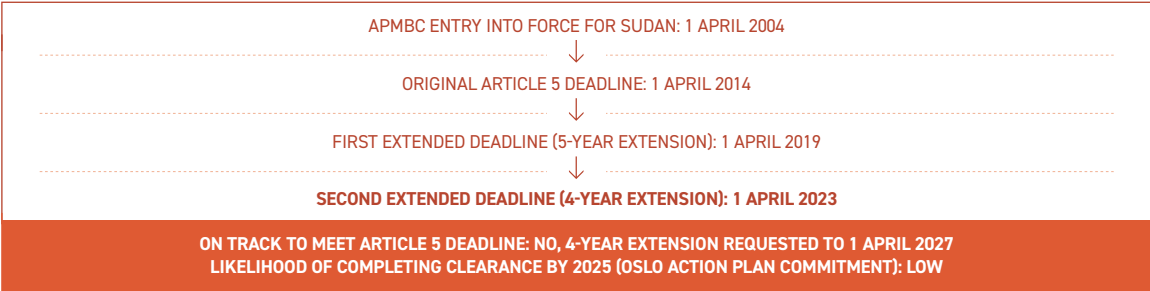 APMBC ENTRY INTO FORCE FOR SUDAN: 1 APRIL 2004
ORIGINAL ARTICLE 5 DEADLINE: 1 APRIL 2014
FIRST EXTENDED DEADLINE (5-YEAR EXTENSION): 1 APRIL 2019
SECOND EXTENDED DEADLINE (4-YEAR EXTENSION): 1 APRIL 2023
ON TRACK TO MEET ARTICLE 5 DEADLINE: NO, 4-YEAR EXTENSION REQUESTED TO 1 APRIL 2027
LIKELIHOOD OF COMPLETING CLEARANCE BY 2025 (OSLO ACTION PLAN COMMITMENT): LOW